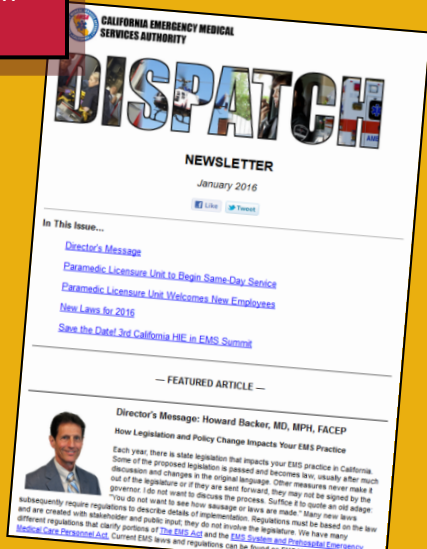 CALIFORNIA EMERGENCY MEDICAL
SERVICES AUTHORITY
DISPATCH
NEWSLETTER
January 2016
Like Tweet
In This Issue...
Director's Message
Paramedic Licensure Unit to Begin Same-Day Service
Paramedic Licensure Unit Welcomes New Employees
New Laws for 2016
Save the Date! 3rd California HIE in EMS Summit
— FEATURED ARTICLE —
Director's Message: Howard Backer, MD, MPH, FACEP
How Legislation and Policy Change Impacts Your EMS Practice
Each year, there is state legislation that impacts your EMS practice in California.
Some of the proposed legislation is passed and becomes law, usually after much
discussion and changes in the original language. Other measures never make it
out of the legislature or if they are sent forward, they may not be signed by the
governor. I do not want to discuss the process. Suffice it to quote an old adage:
"You do not want to see how sausage or laws are made." Many new laws
subsequently require regulations to describe details of implementation. Regulations must be based on the law
and are created with stakeholder and public input; they do not involve the legislature. We have many
different regulations that clarify portions of The EMS Act and the EMS System and Prehospital Emergency
Medical Care Personnel Act. Current EMS laws and regulations can be found